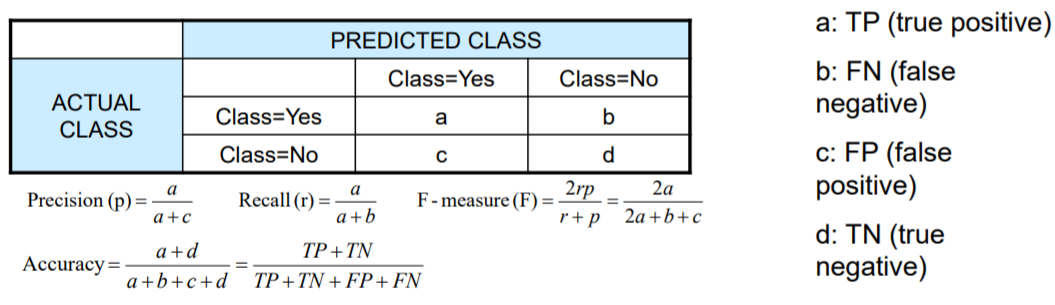 PREDICTED CLASS
ACTUAL
CLASS
Class=Yes Class=No
Class=Yes a b
Class=No c d
Precision (p) = a / (a + c) Recall (r) = a / (a + b) F - measure (F) = 2rp / (r + p) = 2a / (2a + b + c)
Accuracy = (a + d) / (a + b + c + d) = (TP + TN) / (TP + TN + FP + FN)
a: TP (true positive)
b: FN (false
negative)
c: FP (false
positive)
d: TN (true
negative)